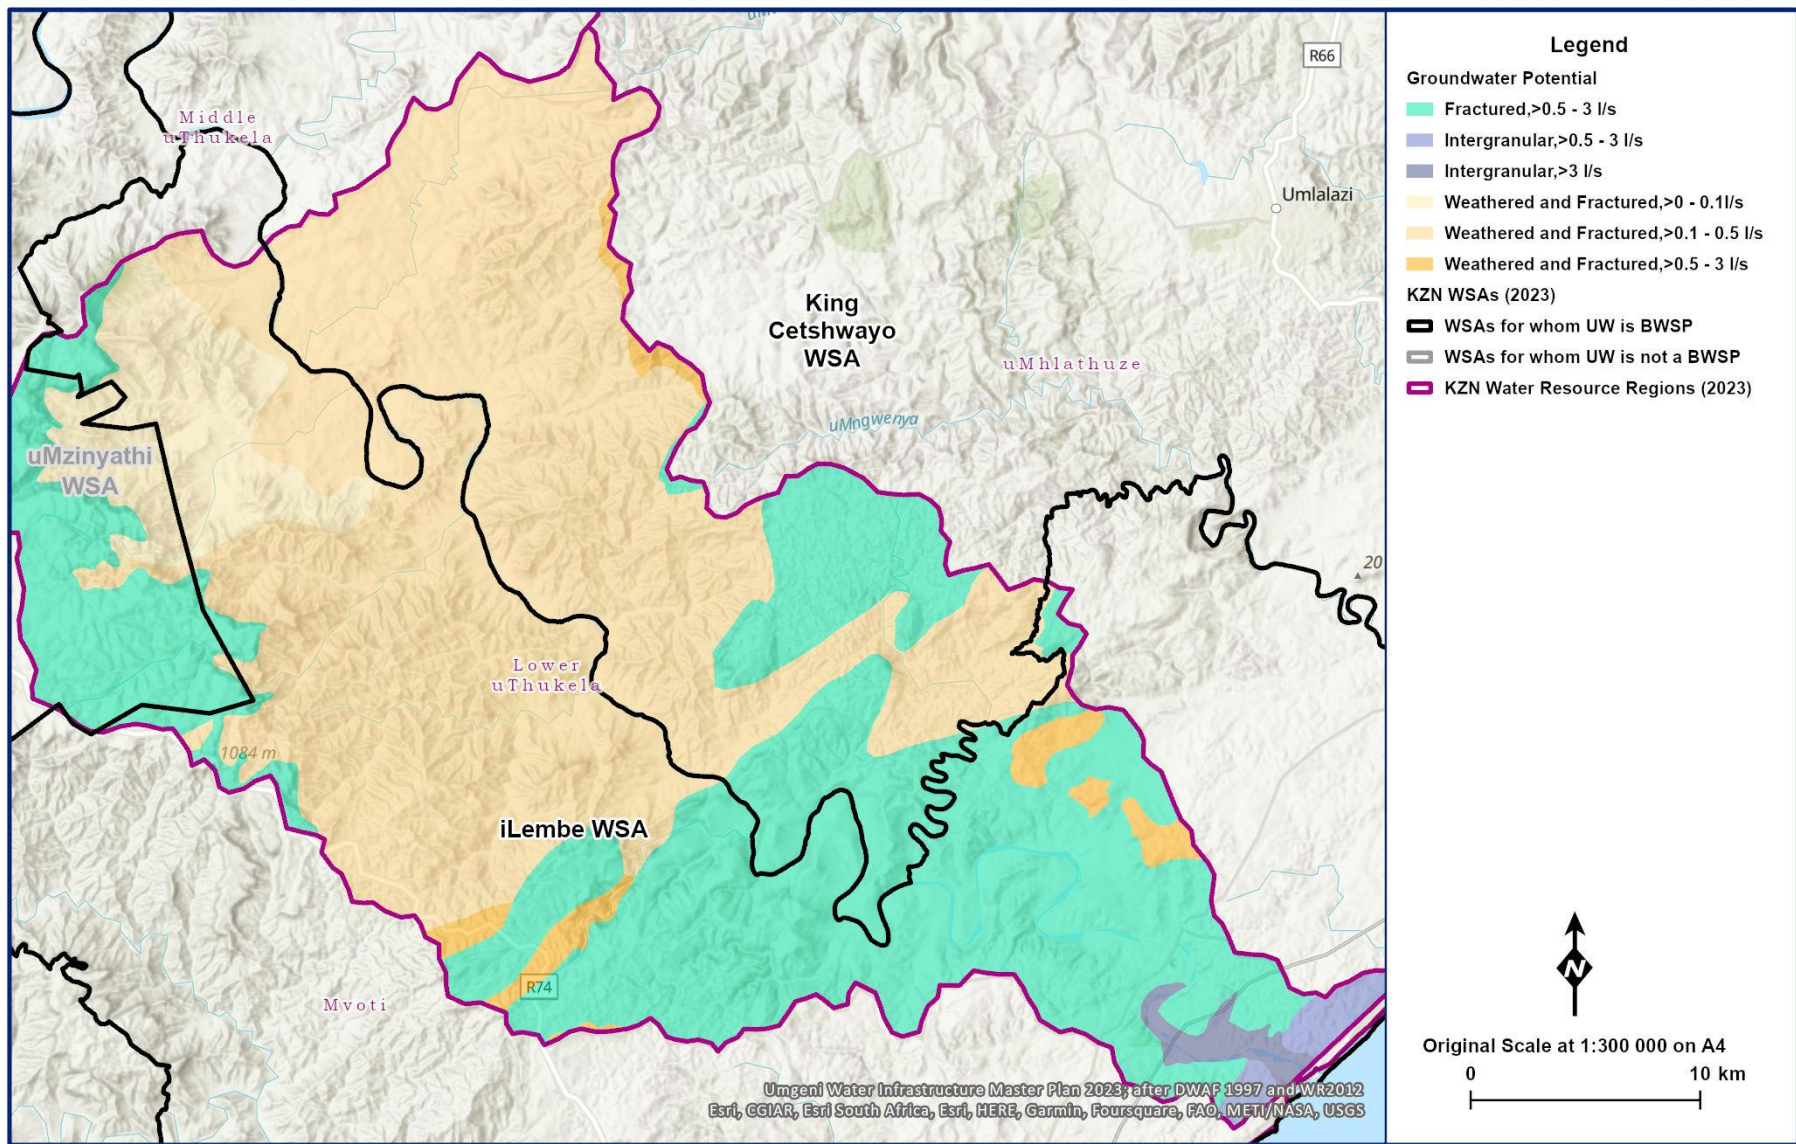 R66
Middle
uThukela
Umlalazi
King
Cetshwayo
WSA
uMhlathuze
uMngwenya
uMzinyathi
WSA
20
Lower
uThukela
1084 m
iLembe WSA
R74
Mvoti
Umgeni Water Infrastructure Master Plan 2023; after DWAF 1997 and WR2012
Esri, CGIAR, Esri South Africa, Esri, HERE, Garmin, Foursquare, FAO, METI/NASA, USGS
Legend
Groundwater Potential
Fractured,>0.5 - 3 l/s
Intergranular,>0.5 - 3 l/s
Intergranular,>3 l/s
Weathered and Fractured,>0 - 0.1l/s
Weathered and Fractured,>0.1 - 0.5 l/s
Weathered and Fractured,>0.5 - 3 l/s
KZN WSAs (2023)
WSAs for whom UW is BWSP
WSAs for whom UW is not a BWSP
KZN Water Resource Regions (2023)
N
Original Scale at 1:300 000 on A4
0 10 km